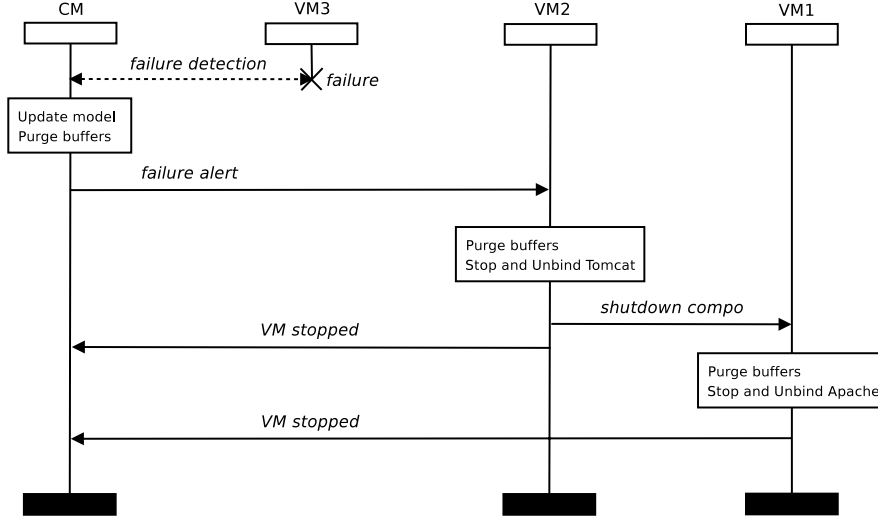 CM
VM3
VM2
VM1
failure detection
failure
Update model
Purge buffers
failure alert
Purge buffers
Stop and Unbind Tomcat
shutdown compo
VM stopped
Purge buffers
Stop and Unbind Apache
VM stopped